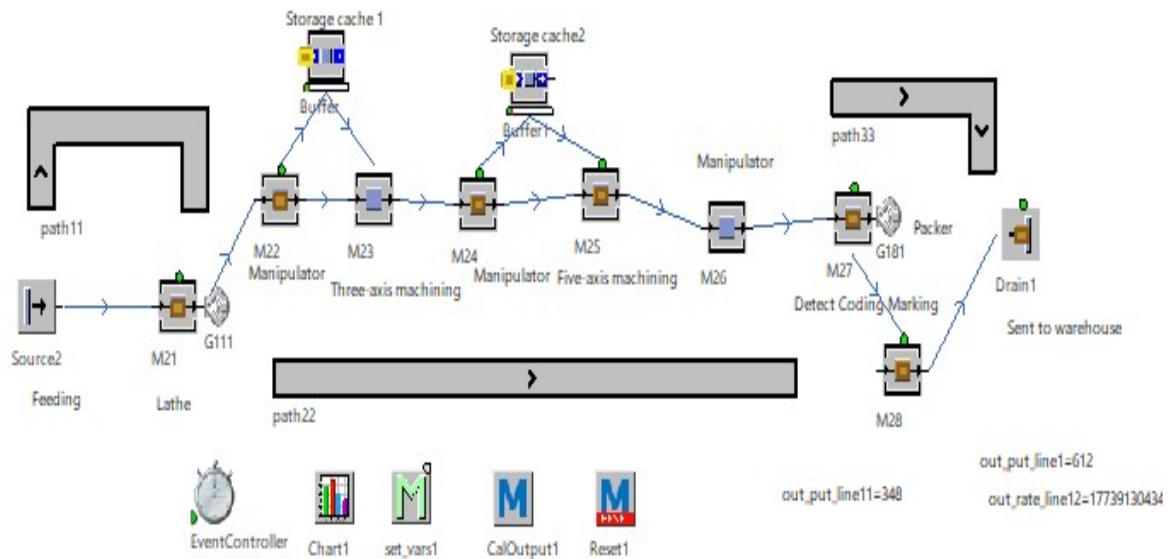 Storage cache 1
Storage cache2
Buffer
Buffer1
path33
Manipulator
path11
M22
M23
M24
M25
M26
M27
G181
Packer
Manipulator
Three-axis machining
Manipulator
Five-axis machining
Drain1
Detect Coding Marking
Sent to warehouse
Source2
M21
G111
Feeding
Lathe
path22
M28
out_put_line1=612
out_put_line11=348
out_rate_line12=17739130434
M
M
M
RESET
EventController
Chart1
set_vars1
CalOutput1
Reset1